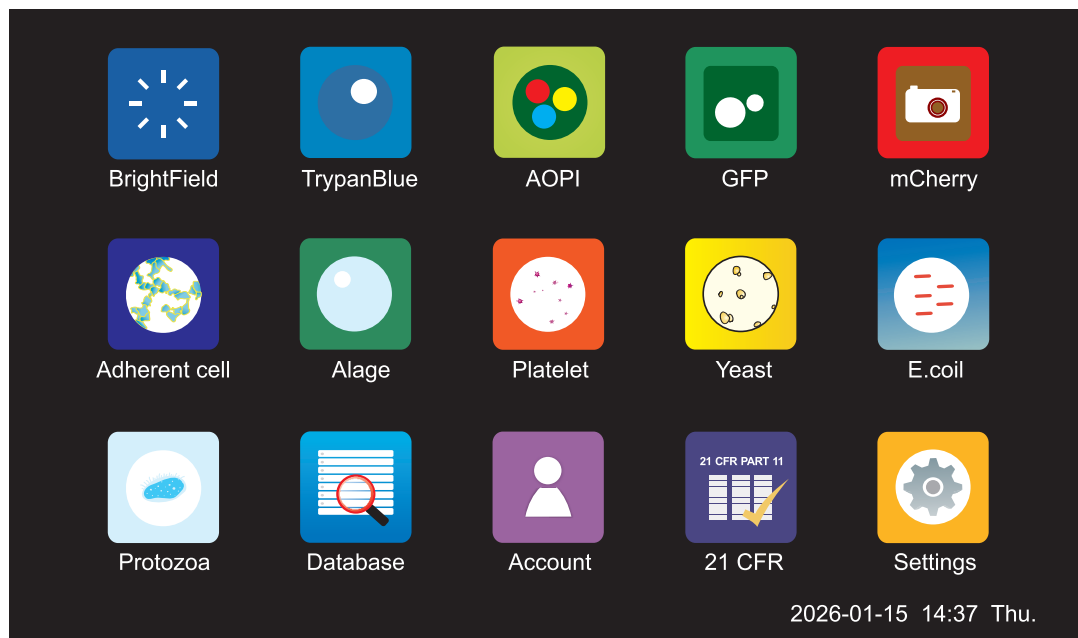 BrightField
TrypanBlue
AOPI
GFP
mCherry
Adherent cell
Alage
Platelet
Yeast
E.coil
21 CFR PART 11
Protozoa
Database
Account
21 CFR
Settings
2026-01-15 14:37 Thu.